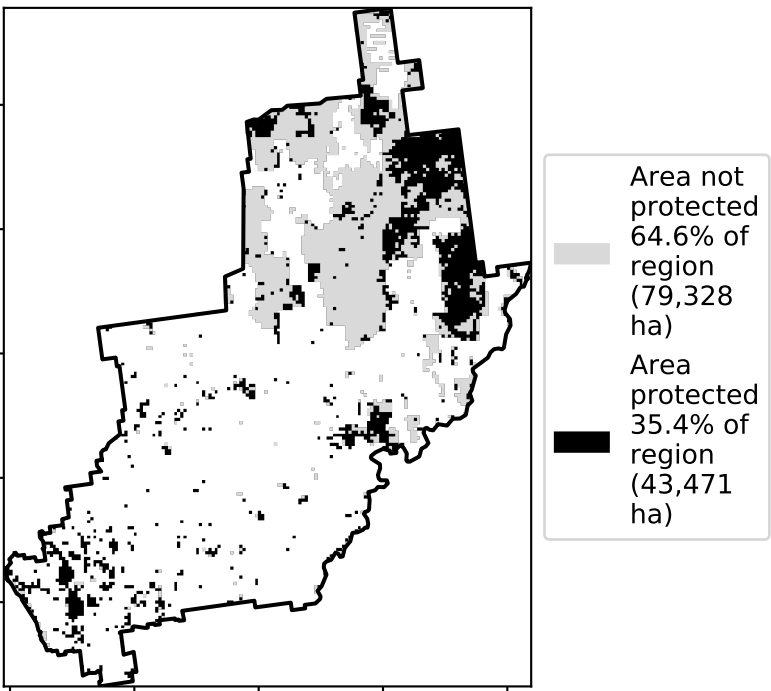 Area not
protected
64.6% of
region
(79,328
ha)
Area
protected
35.4% of
region
(43,471
ha)